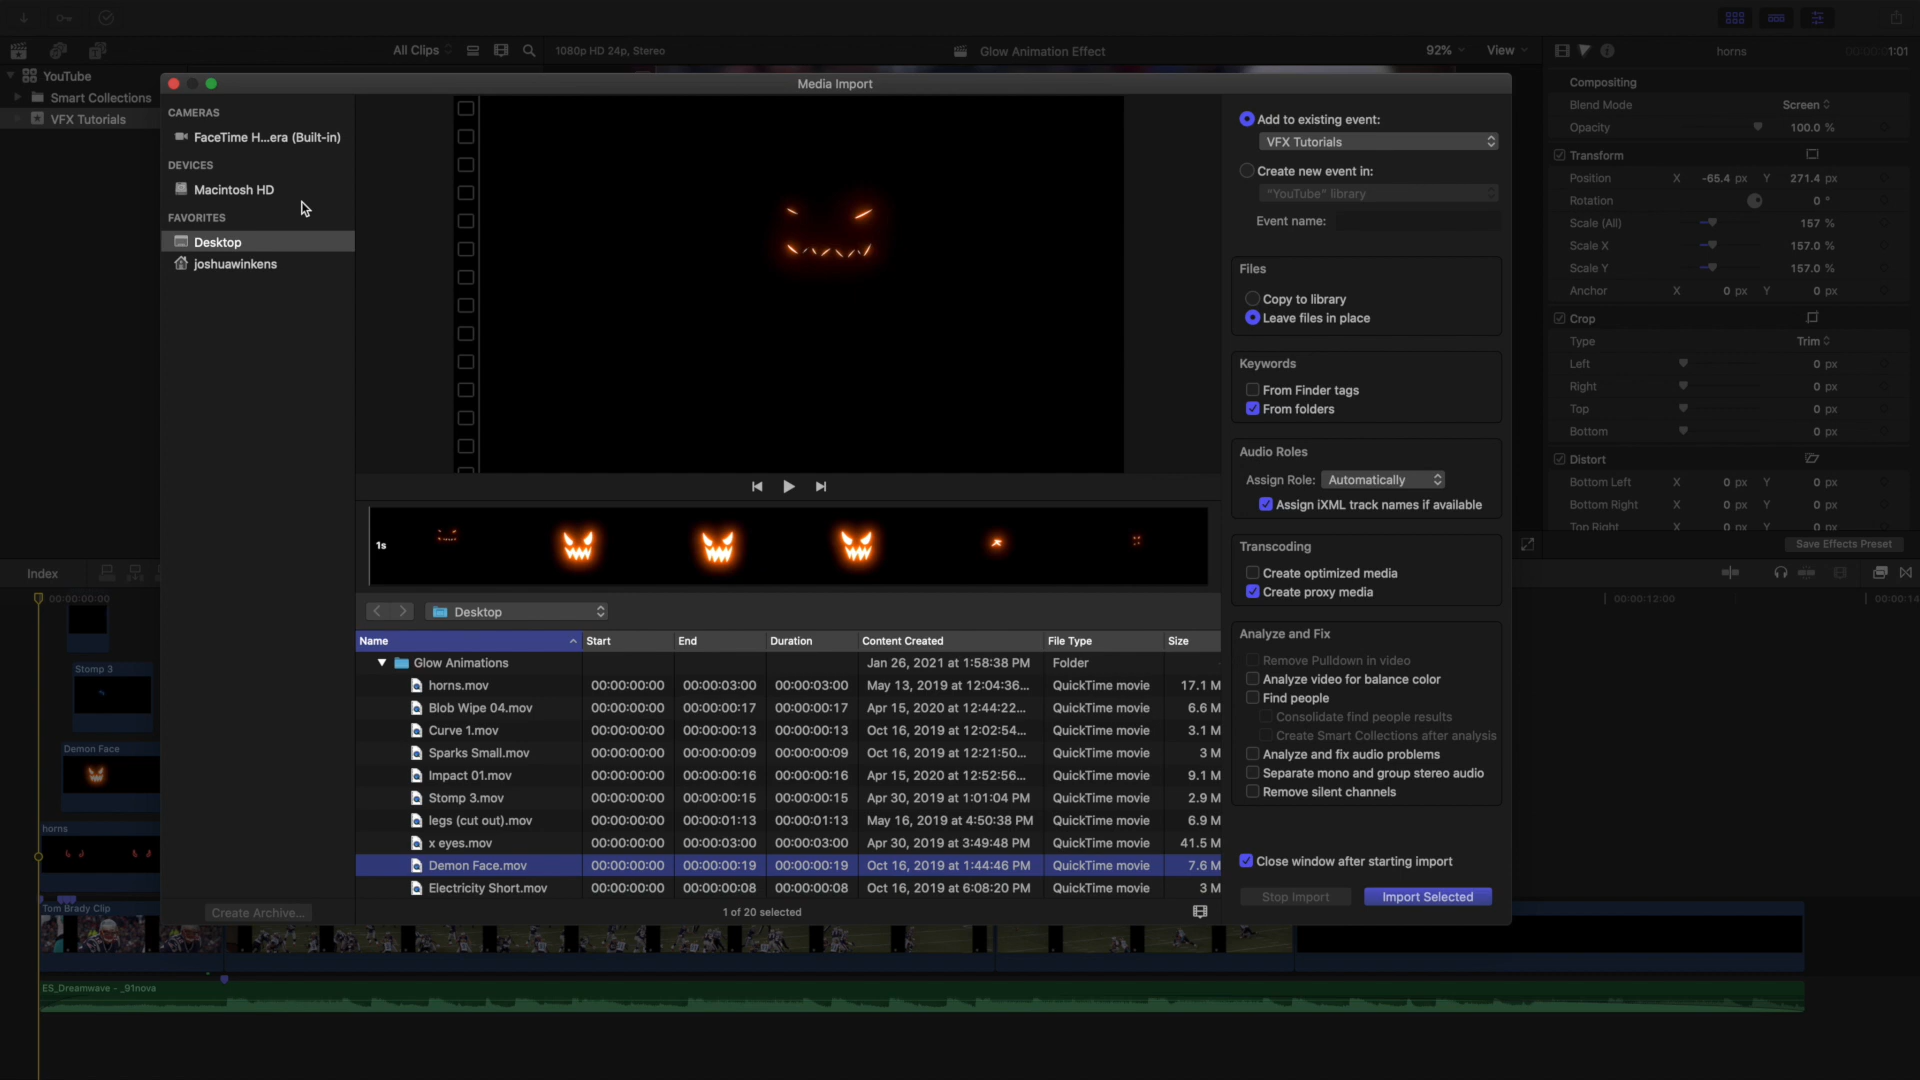 All Clips
1080p HD 24p, Stereo
Glow Animation Effect
92%
View
horns
00:00:01:01
YouTube
Smart Collections
VFX Tutorials
Media Import
CAMERAS
FaceTime H...era (Built-in)
DEVICES
Macintosh HD
FAVORITES
Desktop
joshuawinkens
Create Archive...
1s
Desktop
Name Start End Duration Content Created File Type Size
Glow Animations Jan 26, 2021 at 1:58:38 PM Folder
horns.mov 00:00:00:00 00:00:03:00 00:00:03:00 May 13, 2019 at 12:04:36... QuickTime movie 17.1 M
Blob Wipe 04.mov 00:00:00:00 00:00:00:17 00:00:00:17 Apr 15, 2020 at 12:44:22... QuickTime movie 6.6 M
Curve 1.mov 00:00:00:00 00:00:00:13 00:00:00:13 Oct 16, 2019 at 12:02:54... QuickTime movie 3.1 M
Sparks Small.mov 00:00:00:00 00:00:00:09 00:00:00:09 Oct 16, 2019 at 12:21:50... QuickTime movie 3 M
Impact 01.mov 00:00:00:00 00:00:00:16 00:00:00:16 Apr 15, 2020 at 12:52:56... QuickTime movie 9.1 M
Stomp 3.mov 00:00:00:00 00:00:00:15 00:00:00:15 Apr 30, 2019 at 1:01:04 PM QuickTime movie 2.9 M
legs (cut out).mov 00:00:00:00 00:00:01:13 00:00:01:13 May 16, 2019 at 4:50:38 PM QuickTime movie 6.9 M
x eyes.mov 00:00:00:00 00:00:03:00 00:00:03:00 Apr 30, 2019 at 3:49:48 PM QuickTime movie 41.5 M
Demon Face.mov 00:00:00:00 00:00:00:19 00:00:00:19 Oct 16, 2019 at 1:44:46 PM QuickTime movie 7.6 M
Electricity Short.mov 00:00:00:00 00:00:00:08 00:00:00:08 Oct 16, 2019 at 6:08:20 PM QuickTime movie 3 M
1 of 20 selected
Add to existing event:
VFX Tutorials
Create new event in:
"YouTube" library
Event name:
Files
Copy to library
Leave files in place
Keywords
From Finder tags
From folders
Audio Roles
Assign Role: Automatically
Assign iXML track names if available
Transcoding
Create optimized media
Create proxy media
Analyze and Fix
Remove Pulldown in video
Analyze video for balance color
Find people
Consolidate find people results
Create Smart Collections after analysis
Analyze and fix audio problems
Separate mono and group stereo audio
Remove silent channels
Close window after starting import
Stop Import
Import Selected
Compositing
Blend Mode Screen
Opacity 100.0 %
Transform
Position X -65.4 px Y 271.4 px
Rotation 0 °
Scale (All) 157 %
Scale X 157.0 %
Scale Y 157.0 %
Anchor X 0 px Y 0 px
Crop
Type Trim
Left 0 px
Right 0 px
Top 0 px
Bottom 0 px
Distort
Bottom Left X 0 px Y 0 px
Bottom Right X 0 px Y 0 px
Top Right X 0 px Y 0 px
Save Effects Preset
Index
00:00:00:00
00:00:12:00
00:00:14
Stomp 3
Demon Face
horns
Tom Brady Clip
ES_Dreamwave - _91nova